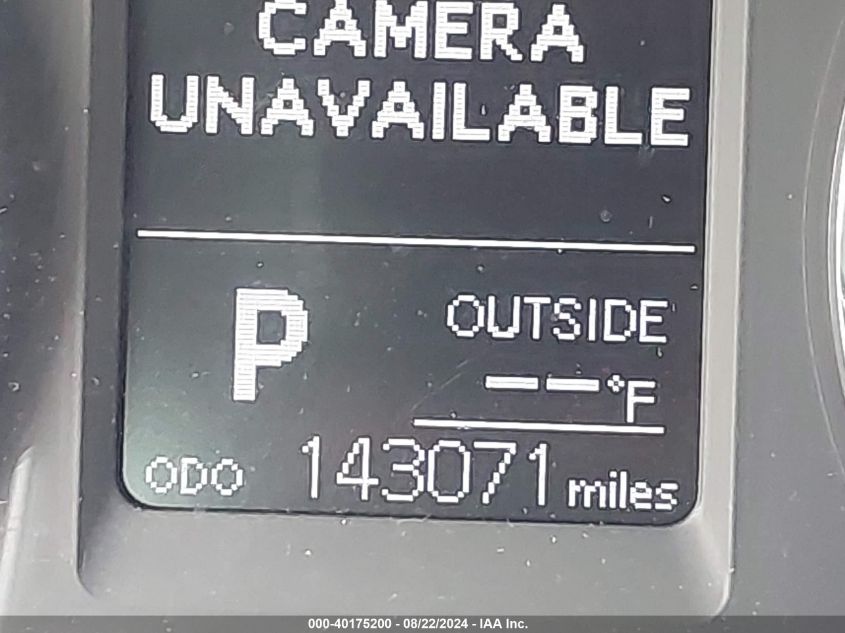 CAMERA
UNAVAILABLE
P
OUTSIDE
--°F
ODO 143071 miles
000-40175200 - 08/22/2024 - IAA Inc.